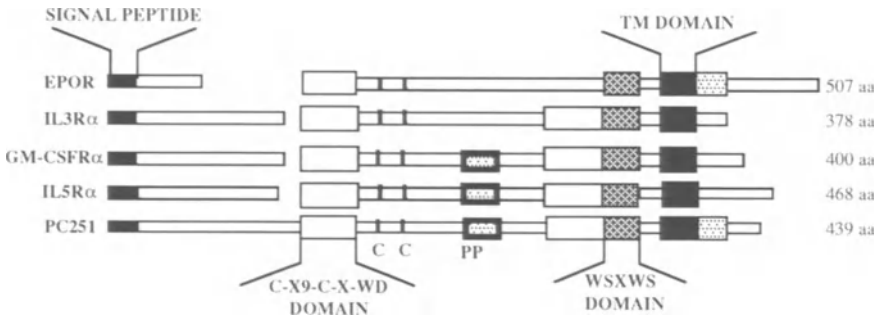 SIGNAL PEPTIDE
TM DOMAIN
EPOR
507 aa
IL3Rα
378 aa
GM-CSFRα
400 aa
IL5Rα
468 aa
PC251
439 aa
C C PP
C-X9-C-X-WD
DOMAIN
WSXWS
DOMAIN